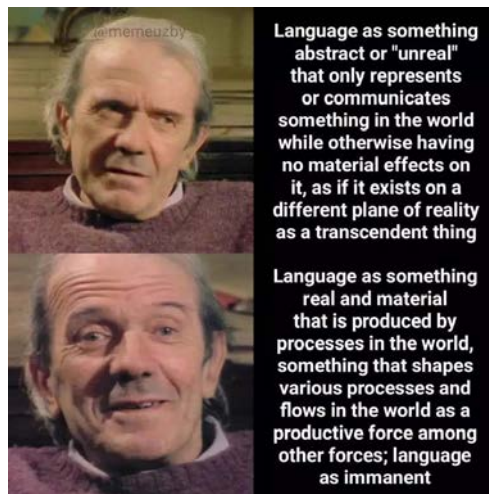 @memeuzby
Language as something
abstract or "unreal"
that only represents
or communicates
something in the world
while otherwise having
no material effects on
it, as if it exists on a
different plane of reality
as a transcendent thing
Language as something
real and material
that is produced by
processes in the world,
something that shapes
various processes and
flows in the world as a
productive force among
other forces; language
as immanent